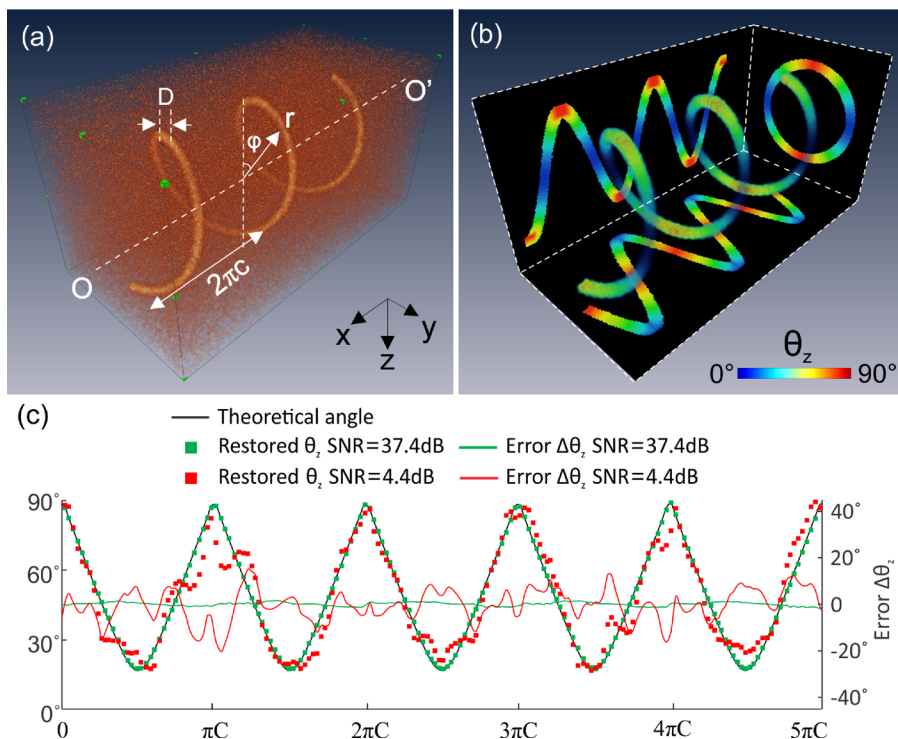 (a)
D
O'
r
φ
O
2πc
x
y
z
(b)
θz
0°
90°
(c)
Theoretical angle
Restored θz SNR=37.4dB
Error Δθz SNR=37.4dB
Restored θz SNR=4.4dB
Error Δθz SNR=4.4dB
90°
60°
30°
0°
40°
20°
0
-20°
-40°
Error Δθz
0
πC
2πC
3πC
4πC
5πC